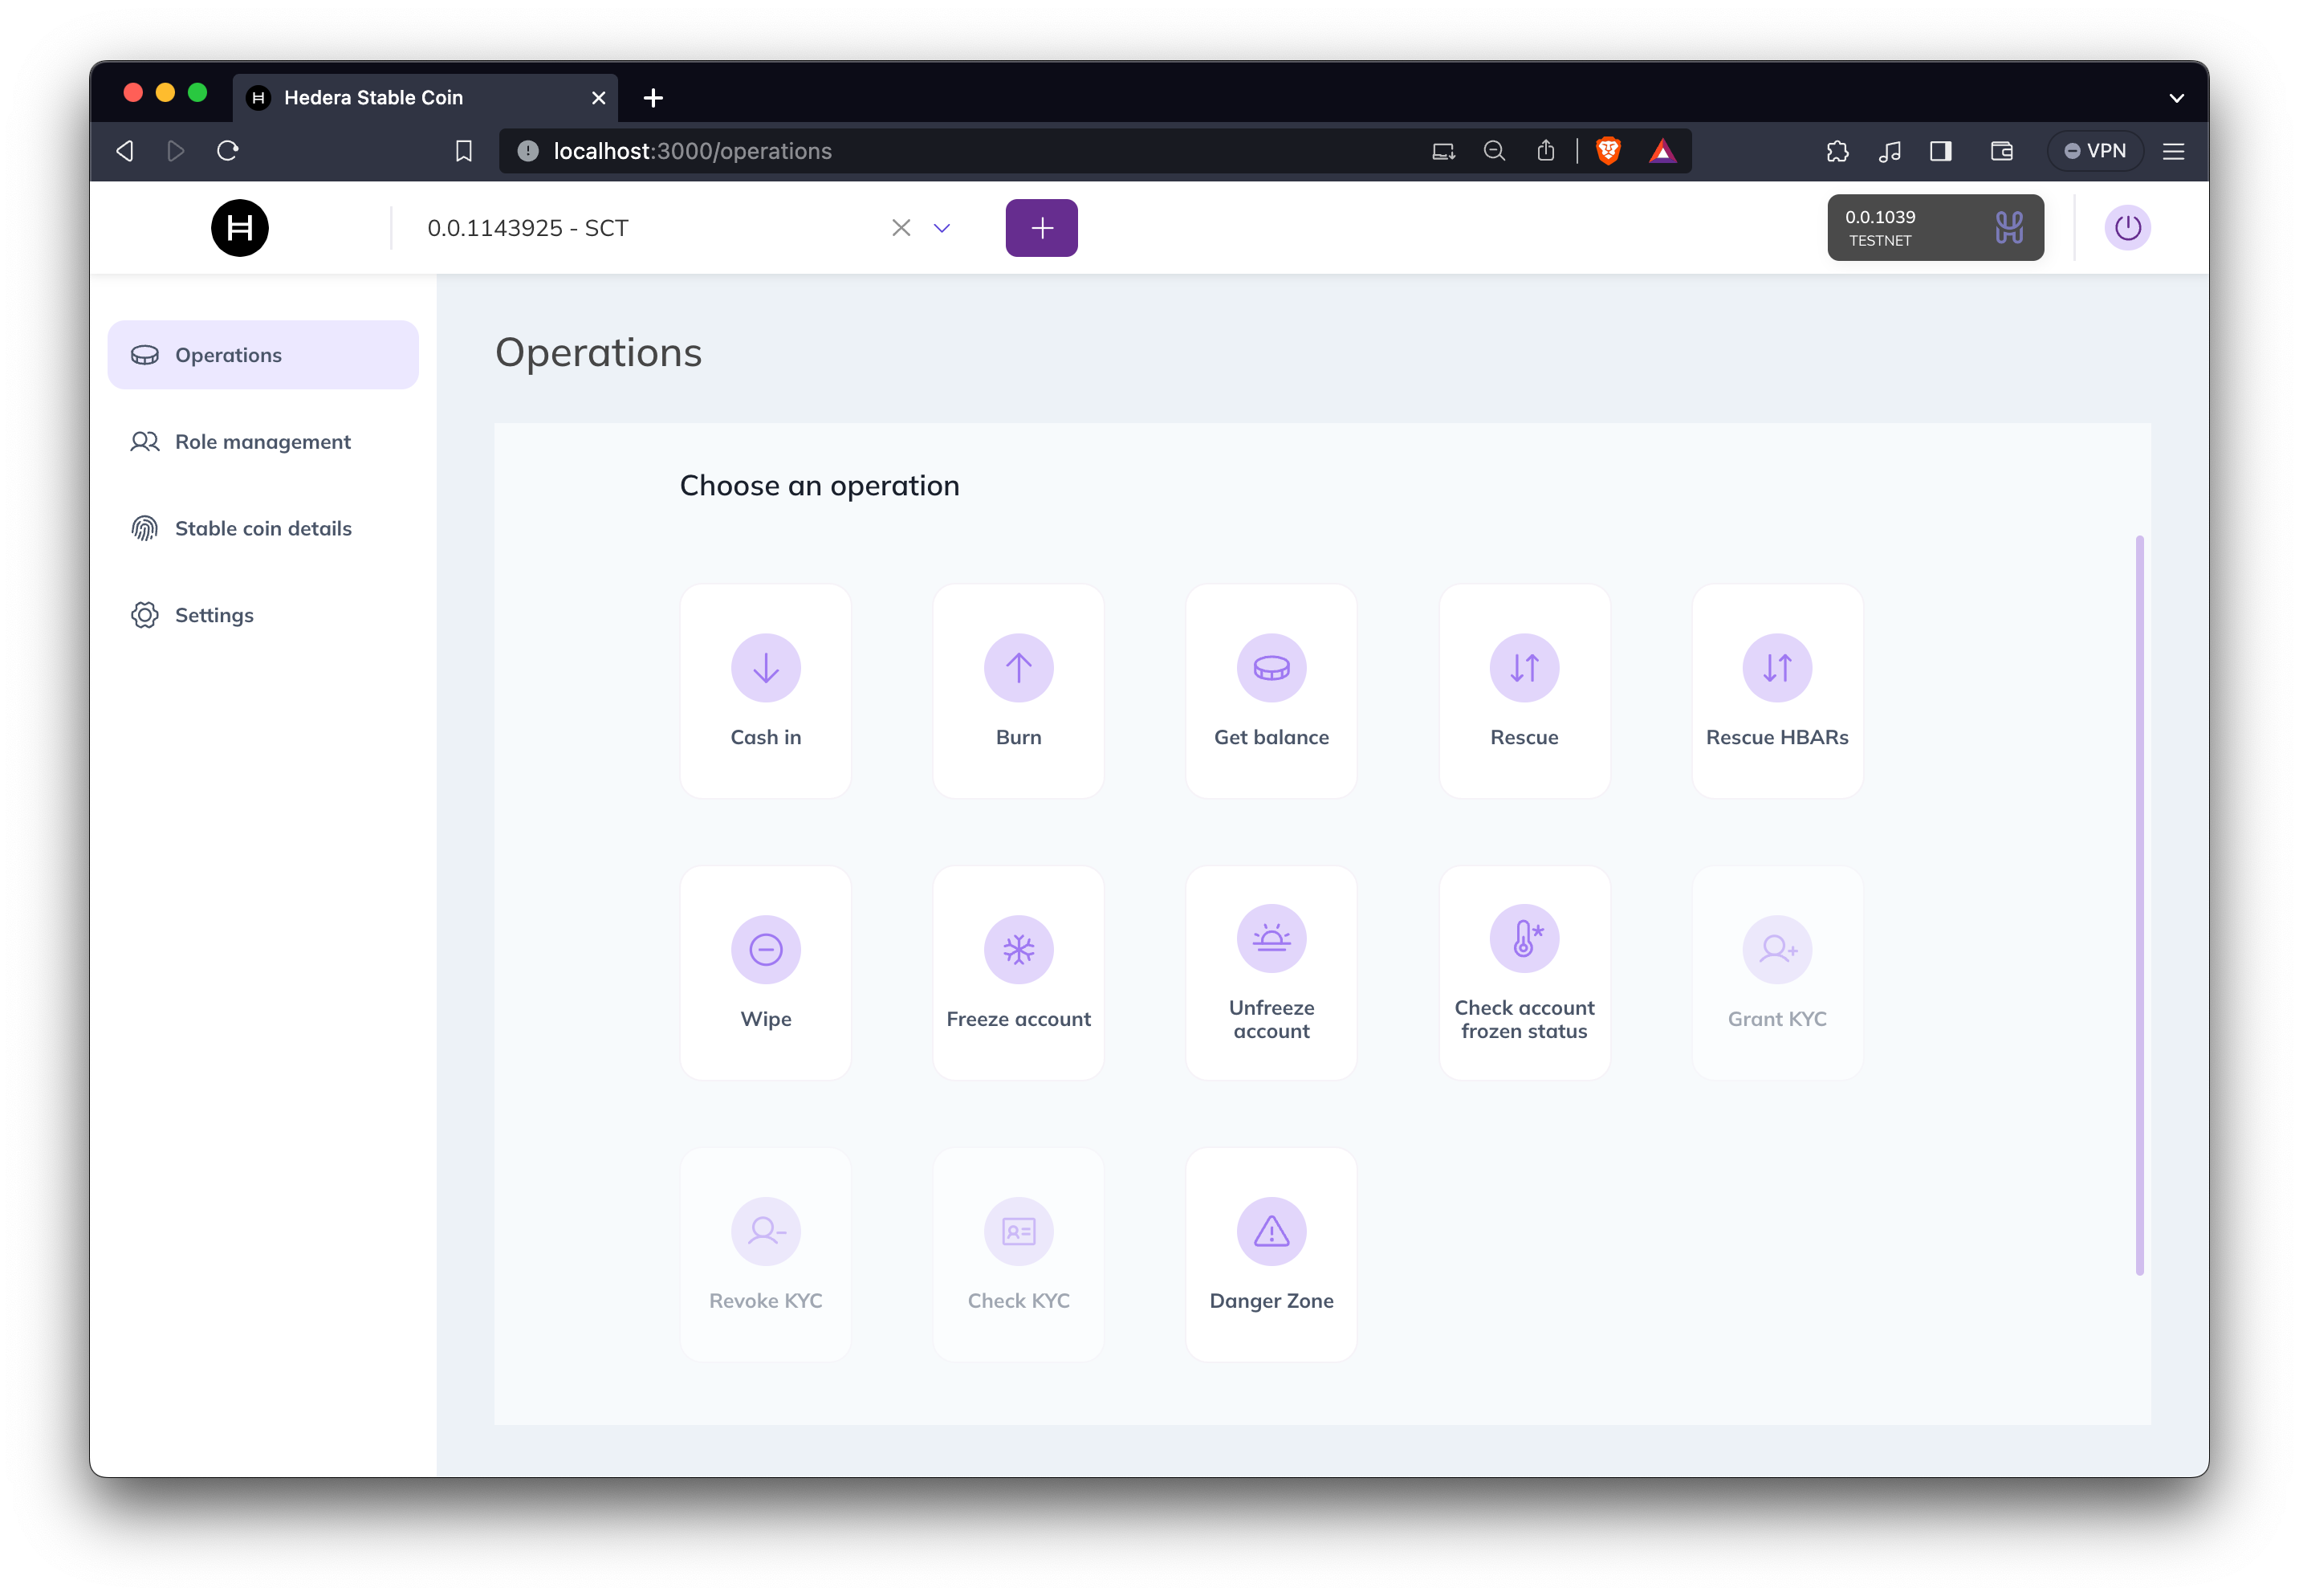 Hedera Stable Coin
localhost:3000/operations
VPN
0.0.1143925 - SCT
0.0.1039
TESTNET
Operations
Role management
Stable coin details
Settings
Operations
Choose an operation
Cash in
Burn
Get balance
Rescue
Rescue HBARs
Wipe
Freeze account
Unfreeze
account
Check account
frozen status
Grant KYC
Revoke KYC
Check KYC
Danger Zone